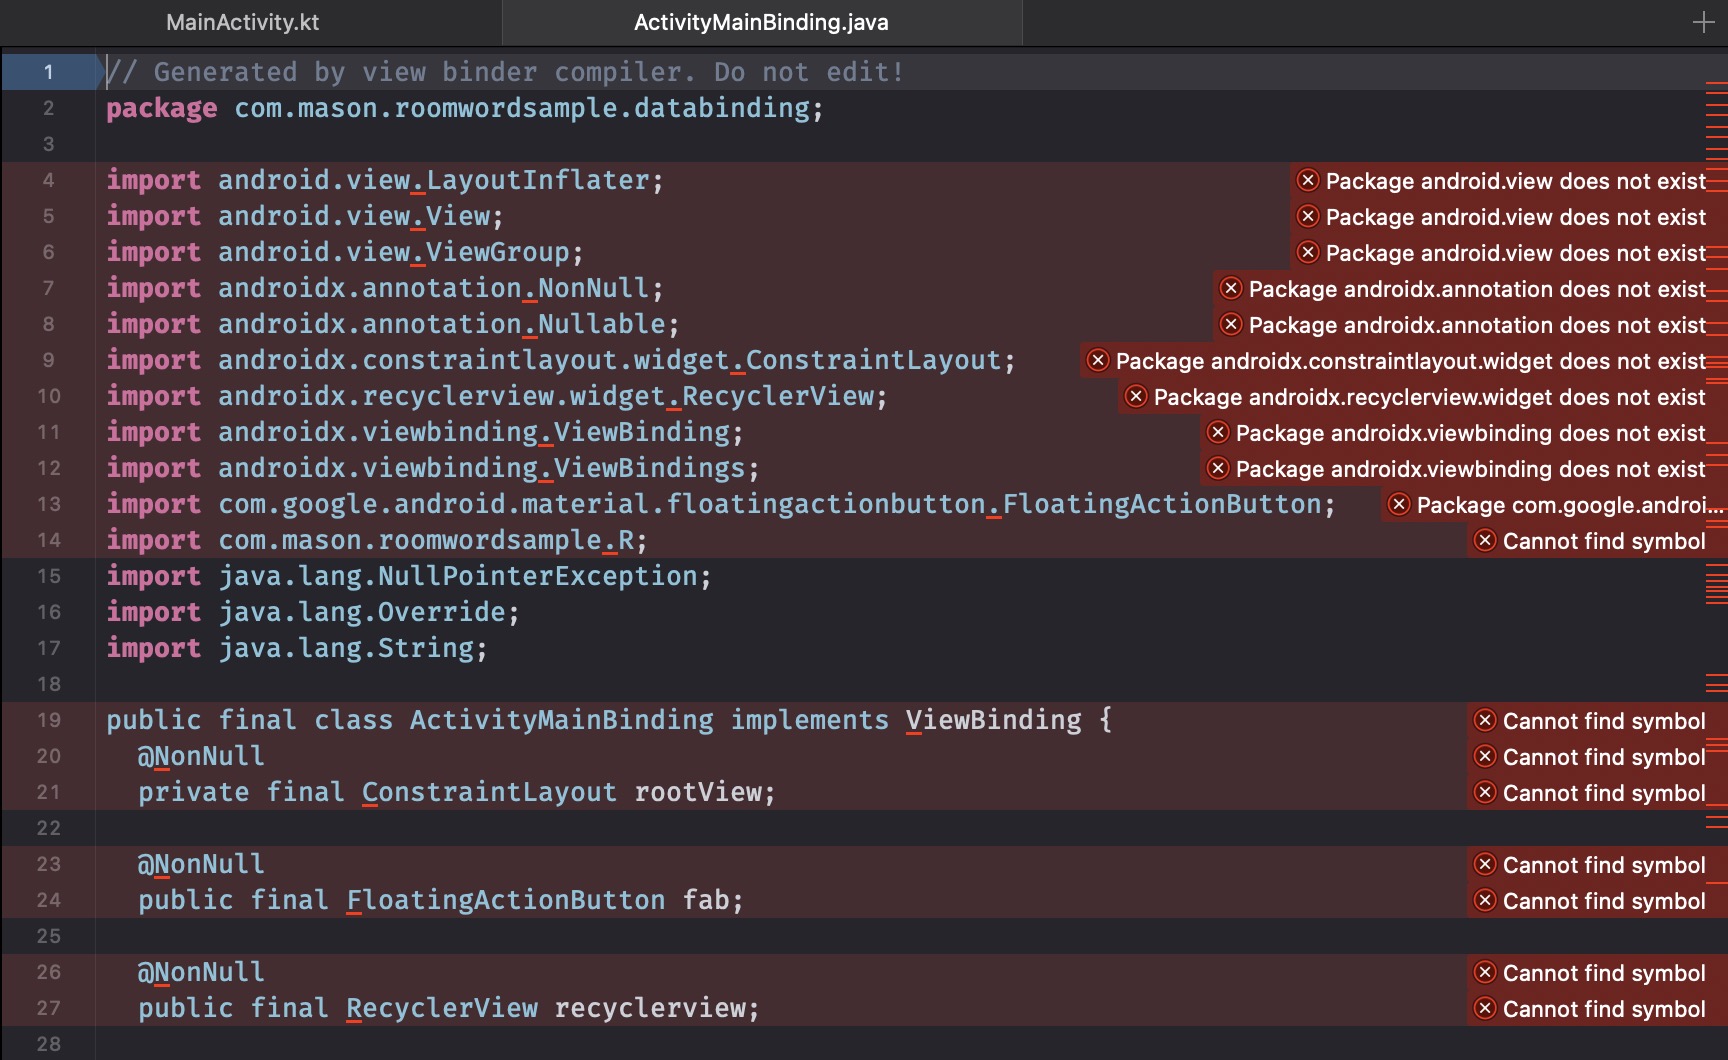 MainActivity.kt
ActivityMainBinding.java
1 // Generated by view binder compiler. Do not edit!
2 package com.mason.roomwordsample.databinding;
3
4 import android.view.LayoutInflater; Package android.view does not exist
5 import android.view.View; Package android.view does not exist
6 import android.view.ViewGroup; Package android.view does not exist
7 import androidx.annotation.NonNull; Package androidx.annotation does not exist
8 import androidx.annotation.Nullable; Package androidx.annotation does not exist
9 import androidx.constraintlayout.widget.ConstraintLayout; Package androidx.constraintlayout.widget does not exist
10 import androidx.recyclerview.widget.RecyclerView; Package androidx.recyclerview.widget does not exist
11 import androidx.viewbinding.ViewBinding; Package androidx.viewbinding does not exist
12 import androidx.viewbinding.ViewBindings; Package androidx.viewbinding does not exist
13 import com.google.android.material.floatingactionbutton.FloatingActionButton; Package com.google.androi...
14 import com.mason.roomwordsample.R; Cannot find symbol
15 import java.lang.NullPointerException;
16 import java.lang.Override;
17 import java.lang.String;
18
19 public final class ActivityMainBinding implements ViewBinding { Cannot find symbol
20 @NonNull Cannot find symbol
21 private final ConstraintLayout rootView; Cannot find symbol
22
23 @NonNull Cannot find symbol
24 public final FloatingActionButton fab; Cannot find symbol
25
26 @NonNull Cannot find symbol
27 public final RecyclerView recyclerview; Cannot find symbol
28